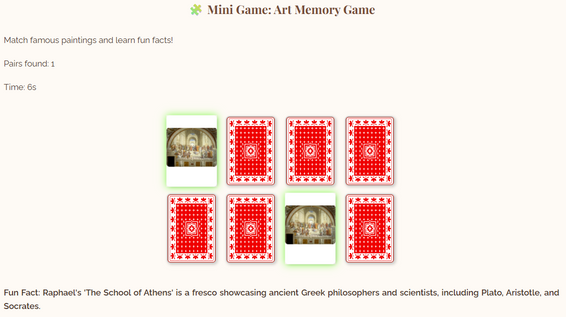 Mini Game: Art Memory Game
Match famous paintings and learn fun facts!
Pairs found: 1
Time: 6s
Fun Fact: Raphael's 'The School of Athens' is a fresco showcasing ancient Greek philosophers and scientists, including Plato, Aristotle, and
Socrates.